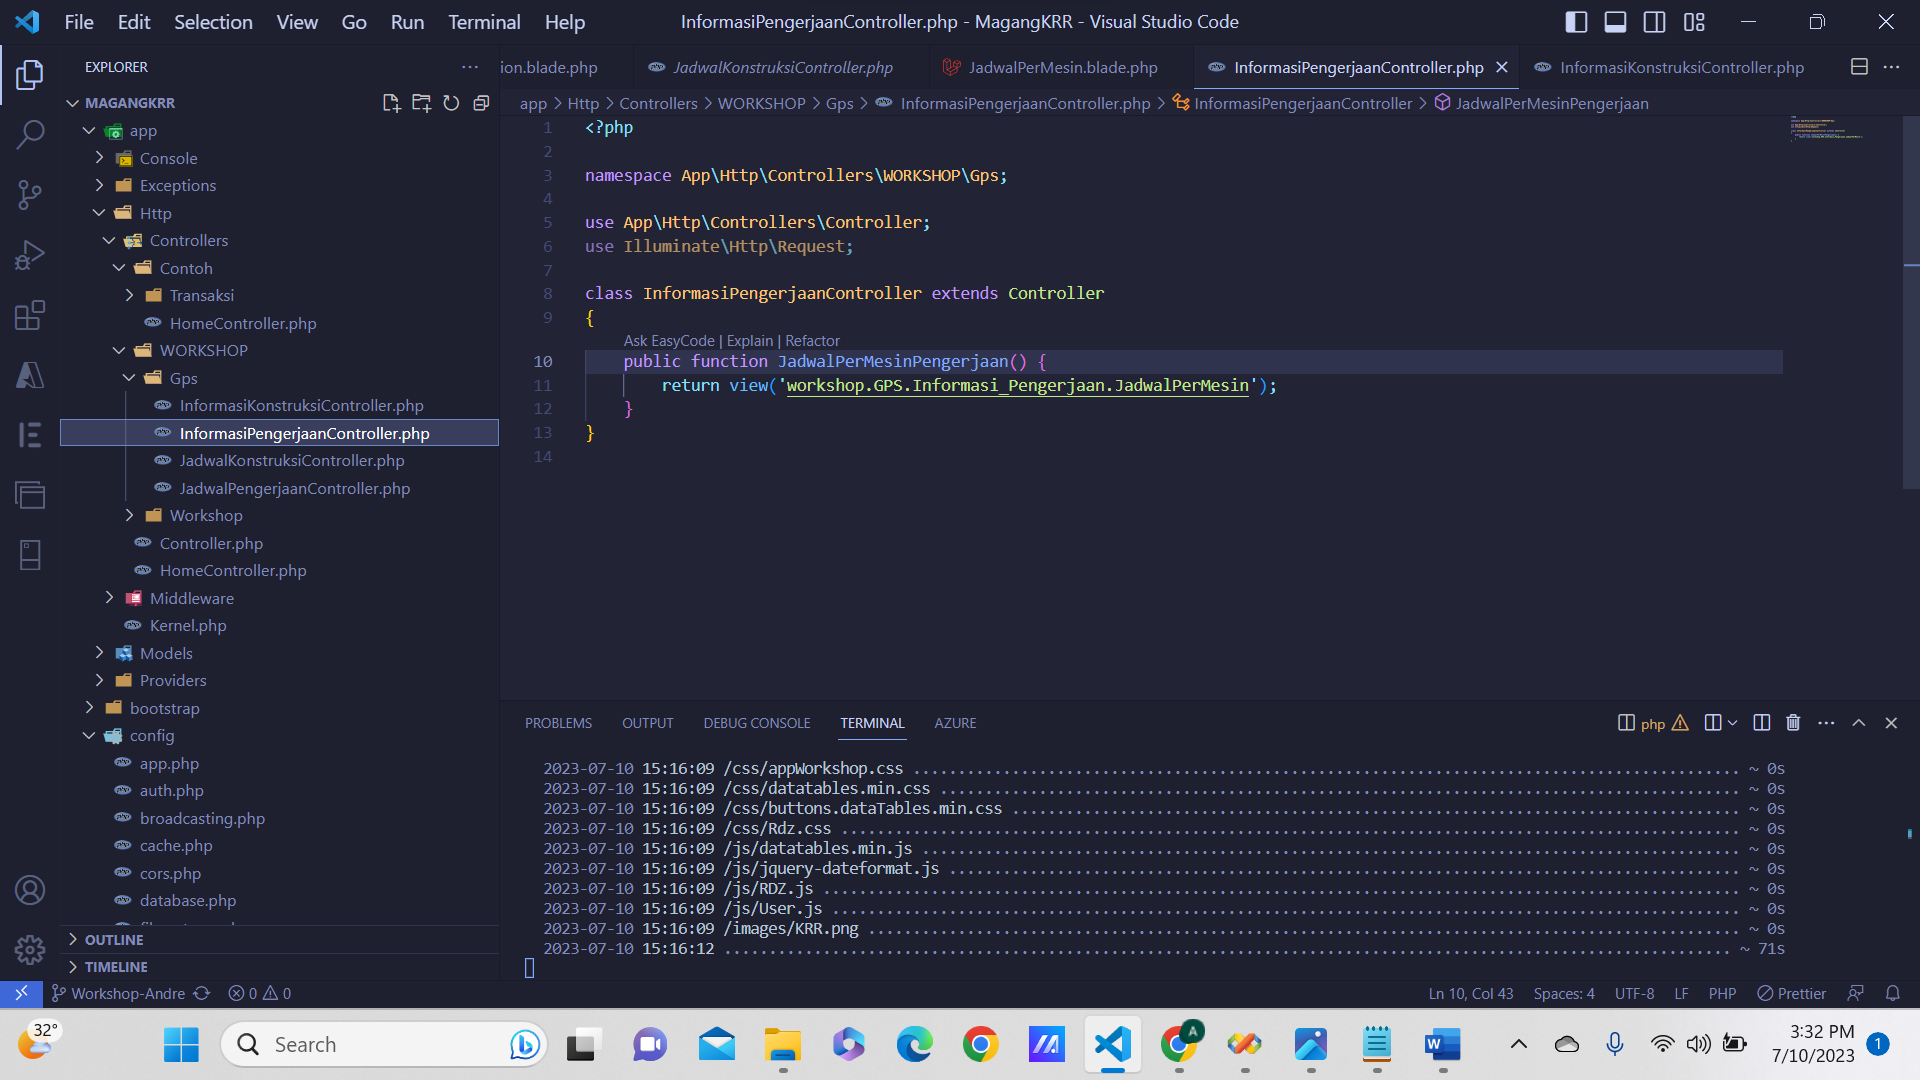 File Edit Selection View Go Run Terminal Help
InformasiPengerjaanController.php - MagangKRR - Visual Studio Code
EXPLORER
ion.blade.php
JadwalKonstruksiController.php
JadwalPerMesin.blade.php
InformasiPengerjaanController.php
InformasiKonstruksiController.php
MAGANGKRR
app > Http > Controllers > WORKSHOP > Gps > InformasiPengerjaanController.php > InformasiPengerjaanController > JadwalPerMesinPengerjaan
app
Console
Exceptions
Http
Controllers
Contoh
Transaksi
HomeController.php
WORKSHOP
Gps
InformasiKonstruksiController.php
InformasiPengerjaanController.php
JadwalKonstruksiController.php
JadwalPengerjaanController.php
Workshop
Controller.php
HomeController.php
Middleware
Kernel.php
Models
Providers
bootstrap
config
app.php
auth.php
broadcasting.php
cache.php
cors.php
database.php
OUTLINE
TIMELINE
1 <?php
2
3 namespace App\Http\Controllers\WORKSHOP\Gps;
4
5 use App\Http\Controllers\Controller;
6 use Illuminate\Http\Request;
7
8 class InformasiPengerjaanController extends Controller
9 {
Ask EasyCode | Explain | Refactor
10 public function JadwalPerMesinPengerjaan() {
11 return view('workshop.GPS.Informasi_Pengerjaan.JadwalPerMesin');
12 }
13 }
14
PROBLEMS OUTPUT DEBUG CONSOLE TERMINAL AZURE
php
2023-07-10 15:16:09 /css/appWorkshop.css ........ ~ 0s
2023-07-10 15:16:09 /css/datatables.min.css ........ ~ 0s
2023-07-10 15:16:09 /css/buttons.dataTables.min.css ........ ~ 0s
2023-07-10 15:16:09 /css/Rdz.css ........ ~ 0s
2023-07-10 15:16:09 /js/datatables.min.js ........ ~ 0s
2023-07-10 15:16:09 /js/jquery-dateformat.js ........ ~ 0s
2023-07-10 15:16:09 /js/RDZ.js ........ ~ 0s
2023-07-10 15:16:09 /js/User.js ........ ~ 0s
2023-07-10 15:16:09 /images/KRR.png ........ ~ 0s
2023-07-10 15:16:12 ........ ~ 71s
Workshop-Andre 0 0
Ln 10, Col 43 Spaces: 4 UTF-8 LF PHP Prettier
32°
Search
A
W
3:32 PM
7/10/2023
1